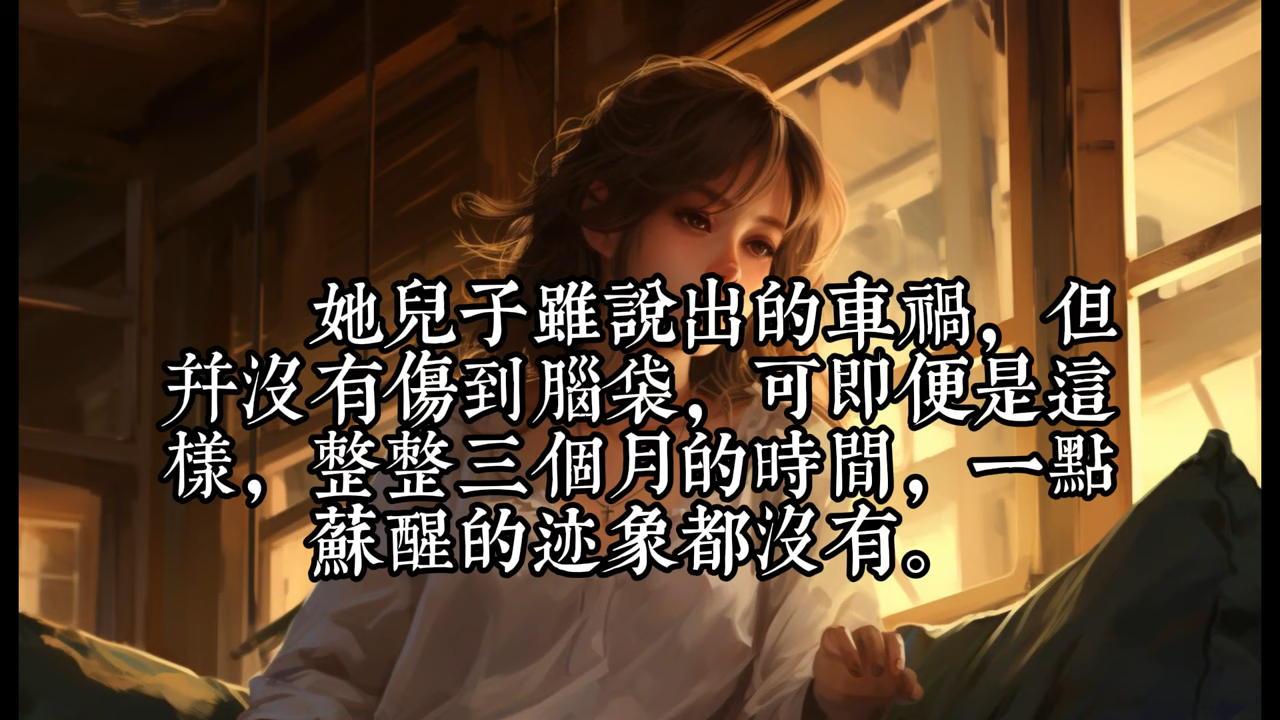 她兒子雖說出的車禍，但
幷沒有傷到腦袋，可即便是這
樣，整整三個月的時間，一點
蘇醒的迹象都沒有。